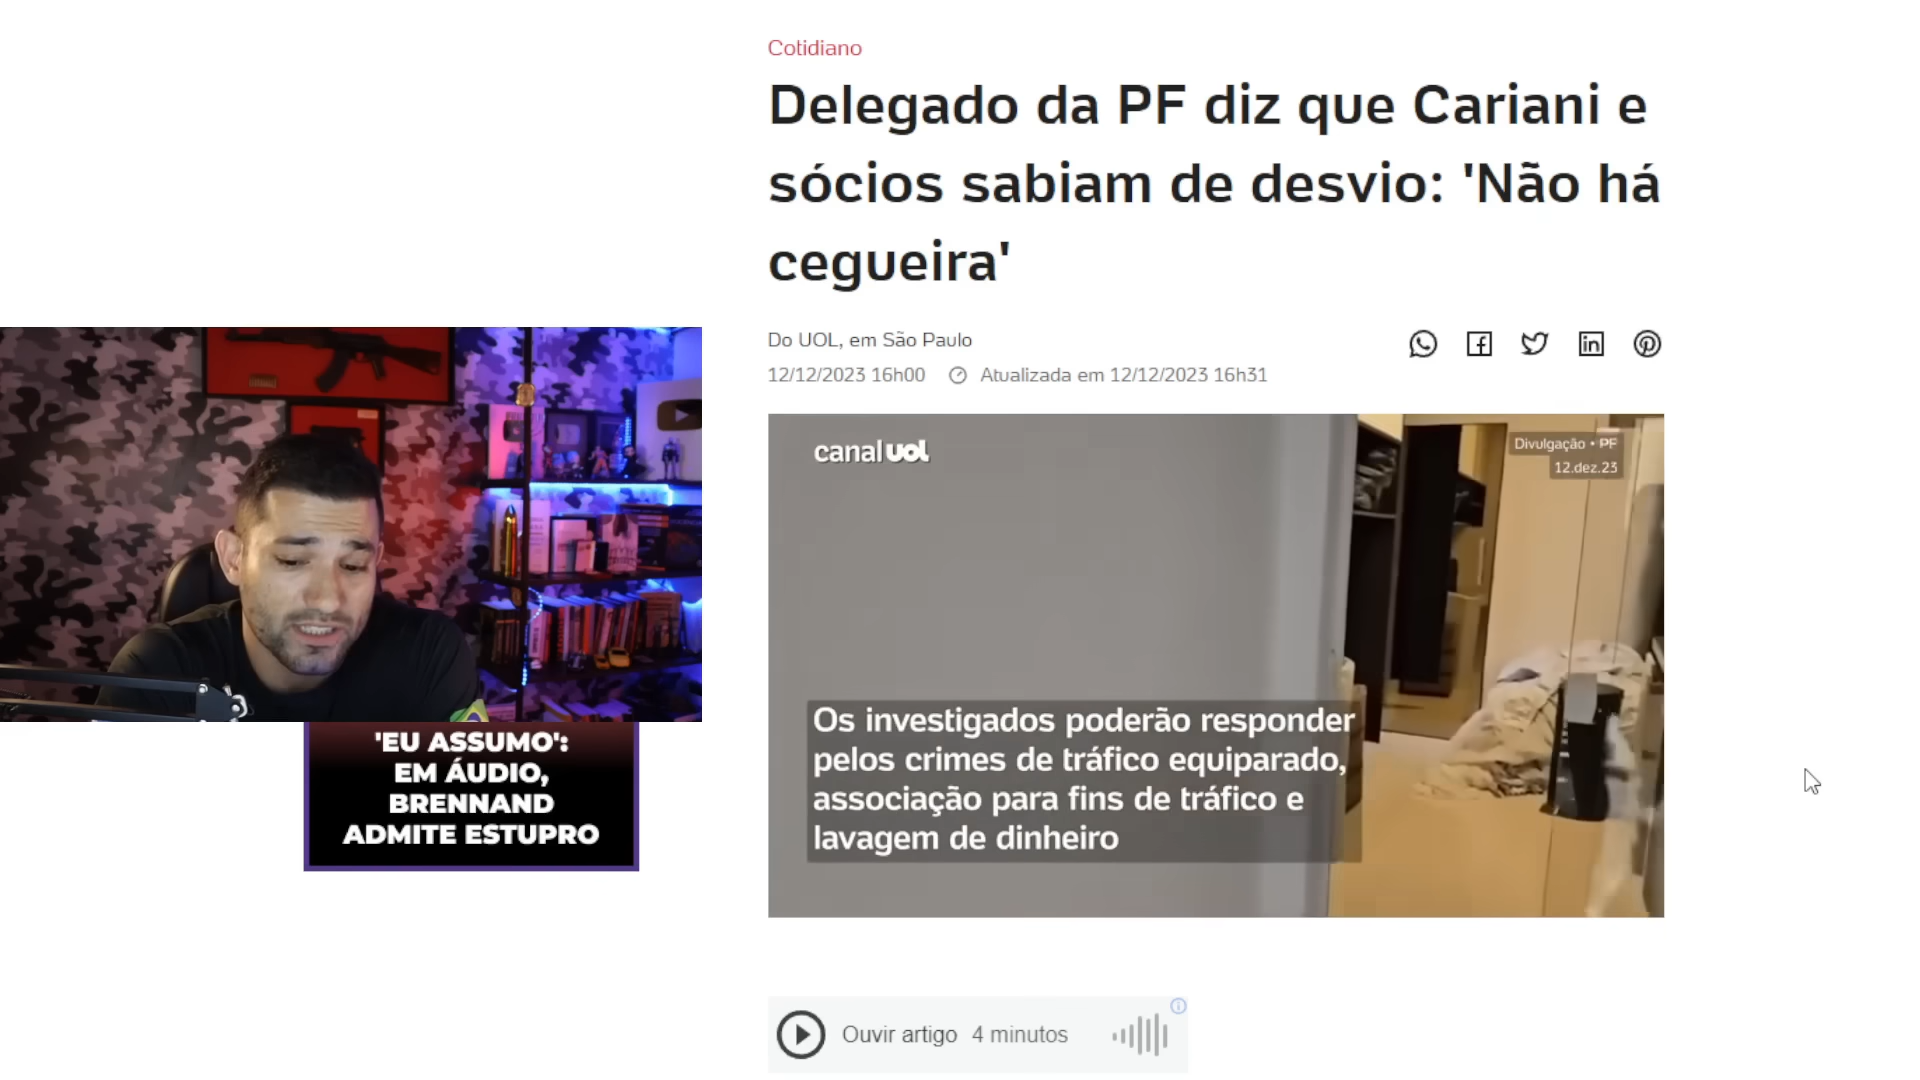 Cotidiano
Delegado da PF diz que Cariani e
sócios sabiam de desvio: 'Não há
cegueira'
Do UOL, em São Paulo
12/12/2023 16h00
Atualizada em 12/12/2023 16h31
canal uol
Divulgação • PF
12.dez.23
Os investigados poderão responder
pelos crimes de tráfico equiparado,
associação para fins de tráfico e
lavagem de dinheiro
'EU ASSUMO':
EM ÁUDIO,
BRENNAND
ADMITE ESTUPRO
Ouvir artigo 4 minutos